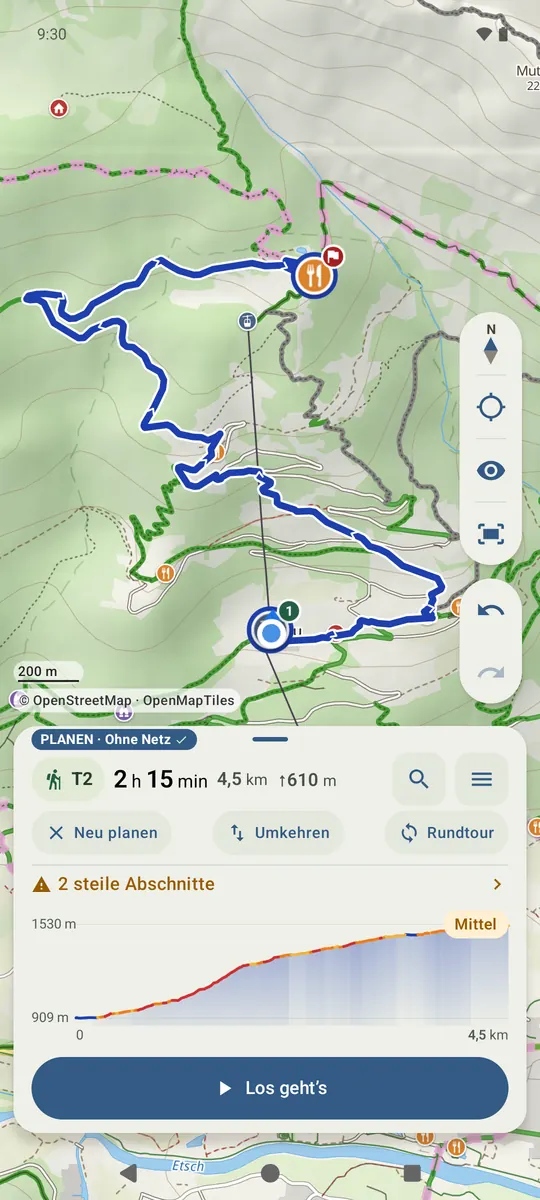 9:30
Mut
22
N
1
200 m
© OpenStreetMap · OpenMapTiles
PLANEN · Ohne Netz ✓
T2 2 h 15 min 4,5 km ↑610 m
Neu planen
Umkehren
Rundtour
2 steile Abschnitte
1530 m
Mittel
909 m
0
4,5 km
Los geht’s
Etsch